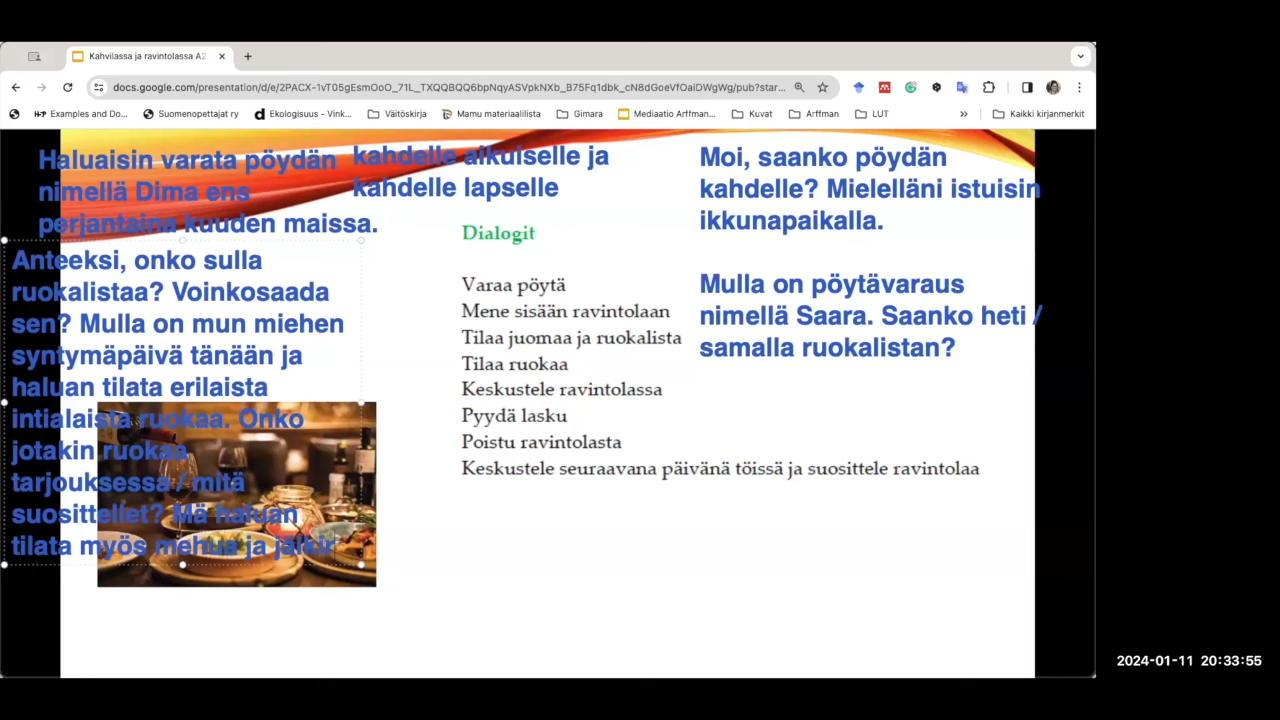 Kahvilassa ja ravintolassa A2
docs.google.com/presentation/d/e/2PACX-1vT05gEsmOoO_71L_TXQQBQQ6bpNqyASVpkNXb_B75Fq1dbk_cN8dGoeVfOaiDWgWg/pub?star...
Examples and Do... Suomenopettajat ry Ekologisuus - Vink... Väitöskirja Mamu materiaalilista Gimara Mediaatio Arffman... Kuvat Arffman LUT » Kaikki kirjanmerkit
Haluaisin varata pöydän
nimellä Dima ens
perjantaina kuuden maissa.
kahdelle aikuiselle ja
kahdelle lapselle
Moi, saanko pöydän
kahdelle? Mielelläni istuisin
ikkunapaikalla.
Anteeksi, onko sulla
ruokalistaa? Voinkosaada
sen? Mulla on mun miehen
syntymäpäivä tänään ja
haluan tilata erilaista
intialaista ruokaa. Onko
jotakin ruokaa
tarjouksessa / mitä
suosittellet? Mä haluan
tilata myös mehua ja jälkir
Dialogit
Varaa pöytä
Mene sisään ravintolaan
Tilaa juomaa ja ruokalista
Tilaa ruokaa
Keskustele ravintolassa
Pyydä lasku
Poistu ravintolasta
Keskustele seuraavana päivänä töissä ja suosittele ravintolaa
Mulla on pöytävaraus
nimellä Saara. Saanko heti /
samalla ruokalistan?
2024-01-11 20:33:55